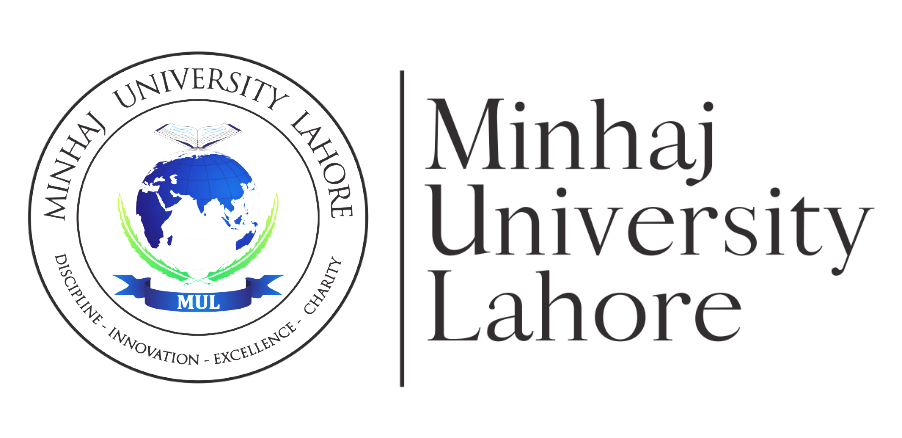 MINHAJ UNIVERSITY LAHORE
MUL
DISCIPLINE - INNOVATION - EXCELLENCE - CHARITY
Minhaj
University
Lahore